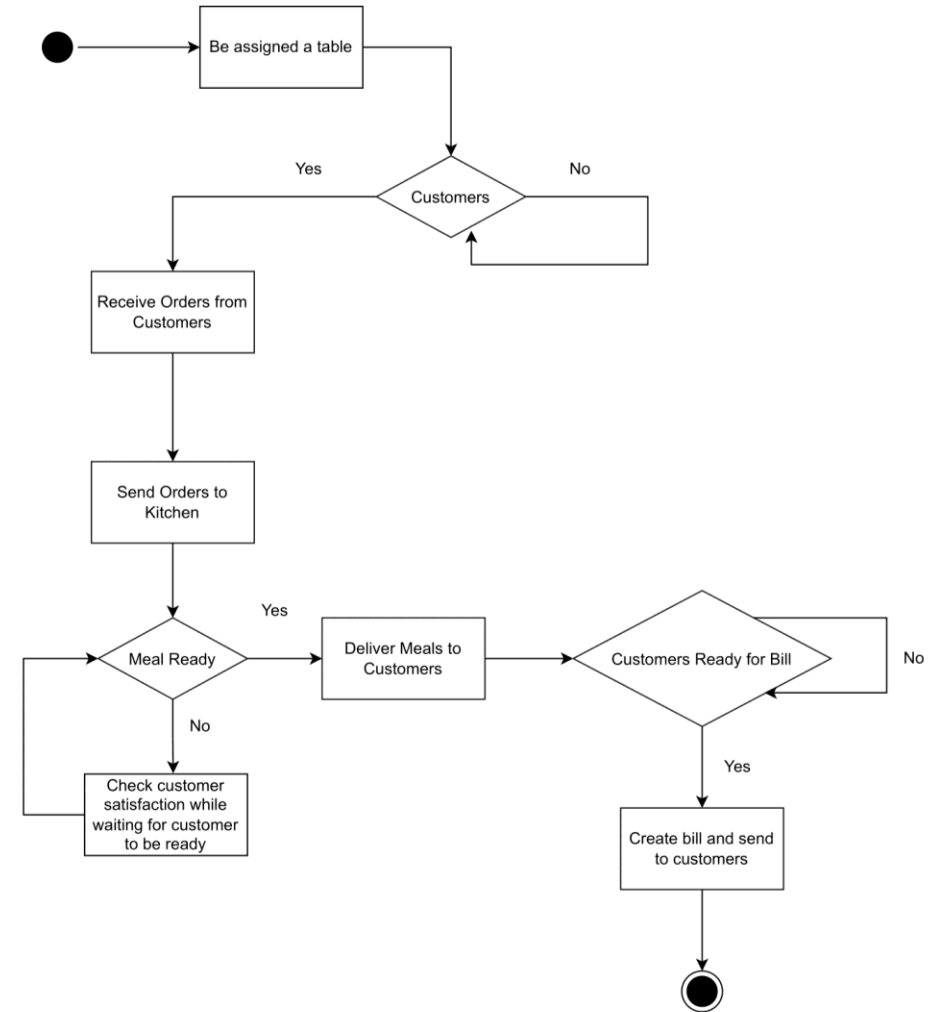 Be assigned a table
Yes
No
Customers
Receive Orders from
Customers
Send Orders to
Kitchen
Yes
Meal Ready
Deliver Meals to
Customers
Customers Ready for Bill
No
No
Check customer
satisfaction while
waiting for customer
to be ready
Yes
Create bill and send
to customers